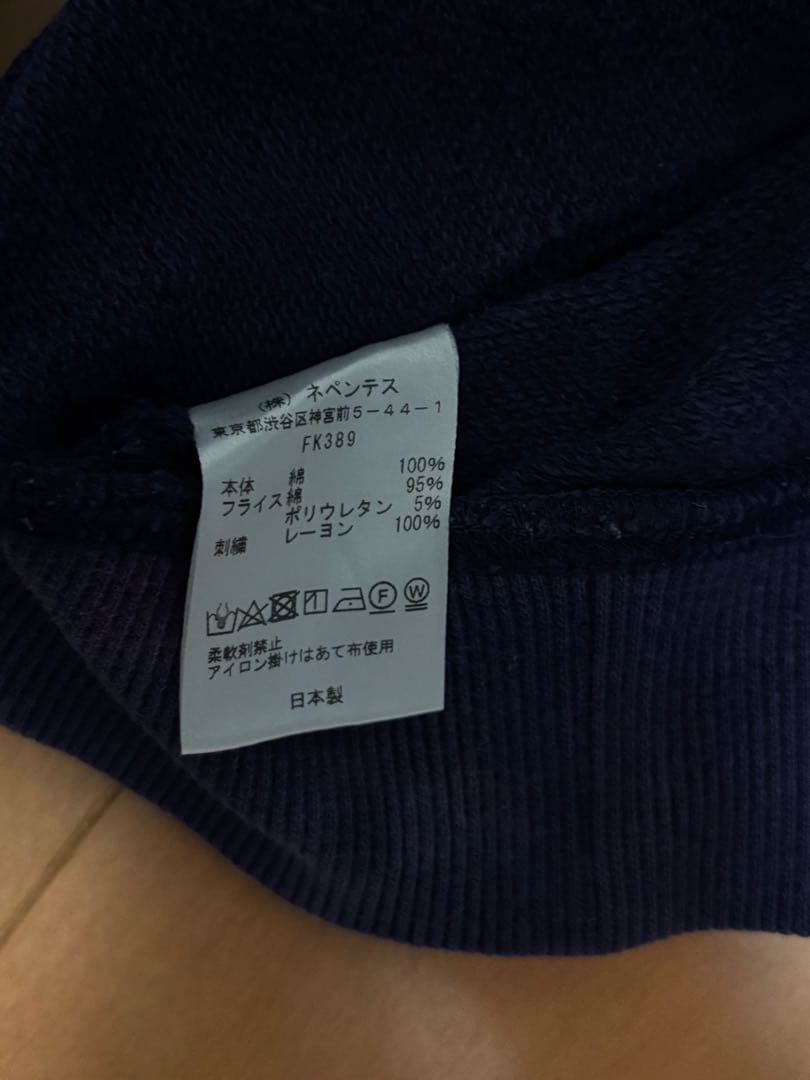 （株）ネペンテス
東京都渋谷区神宮前５－４４－１
FK389
本体 綿 100%
フライス 綿 95%
ポリウレタン 5%
刺繍 レーヨン 100%
F W
柔軟剤禁止
アイロン掛けはあて布使用
日本製